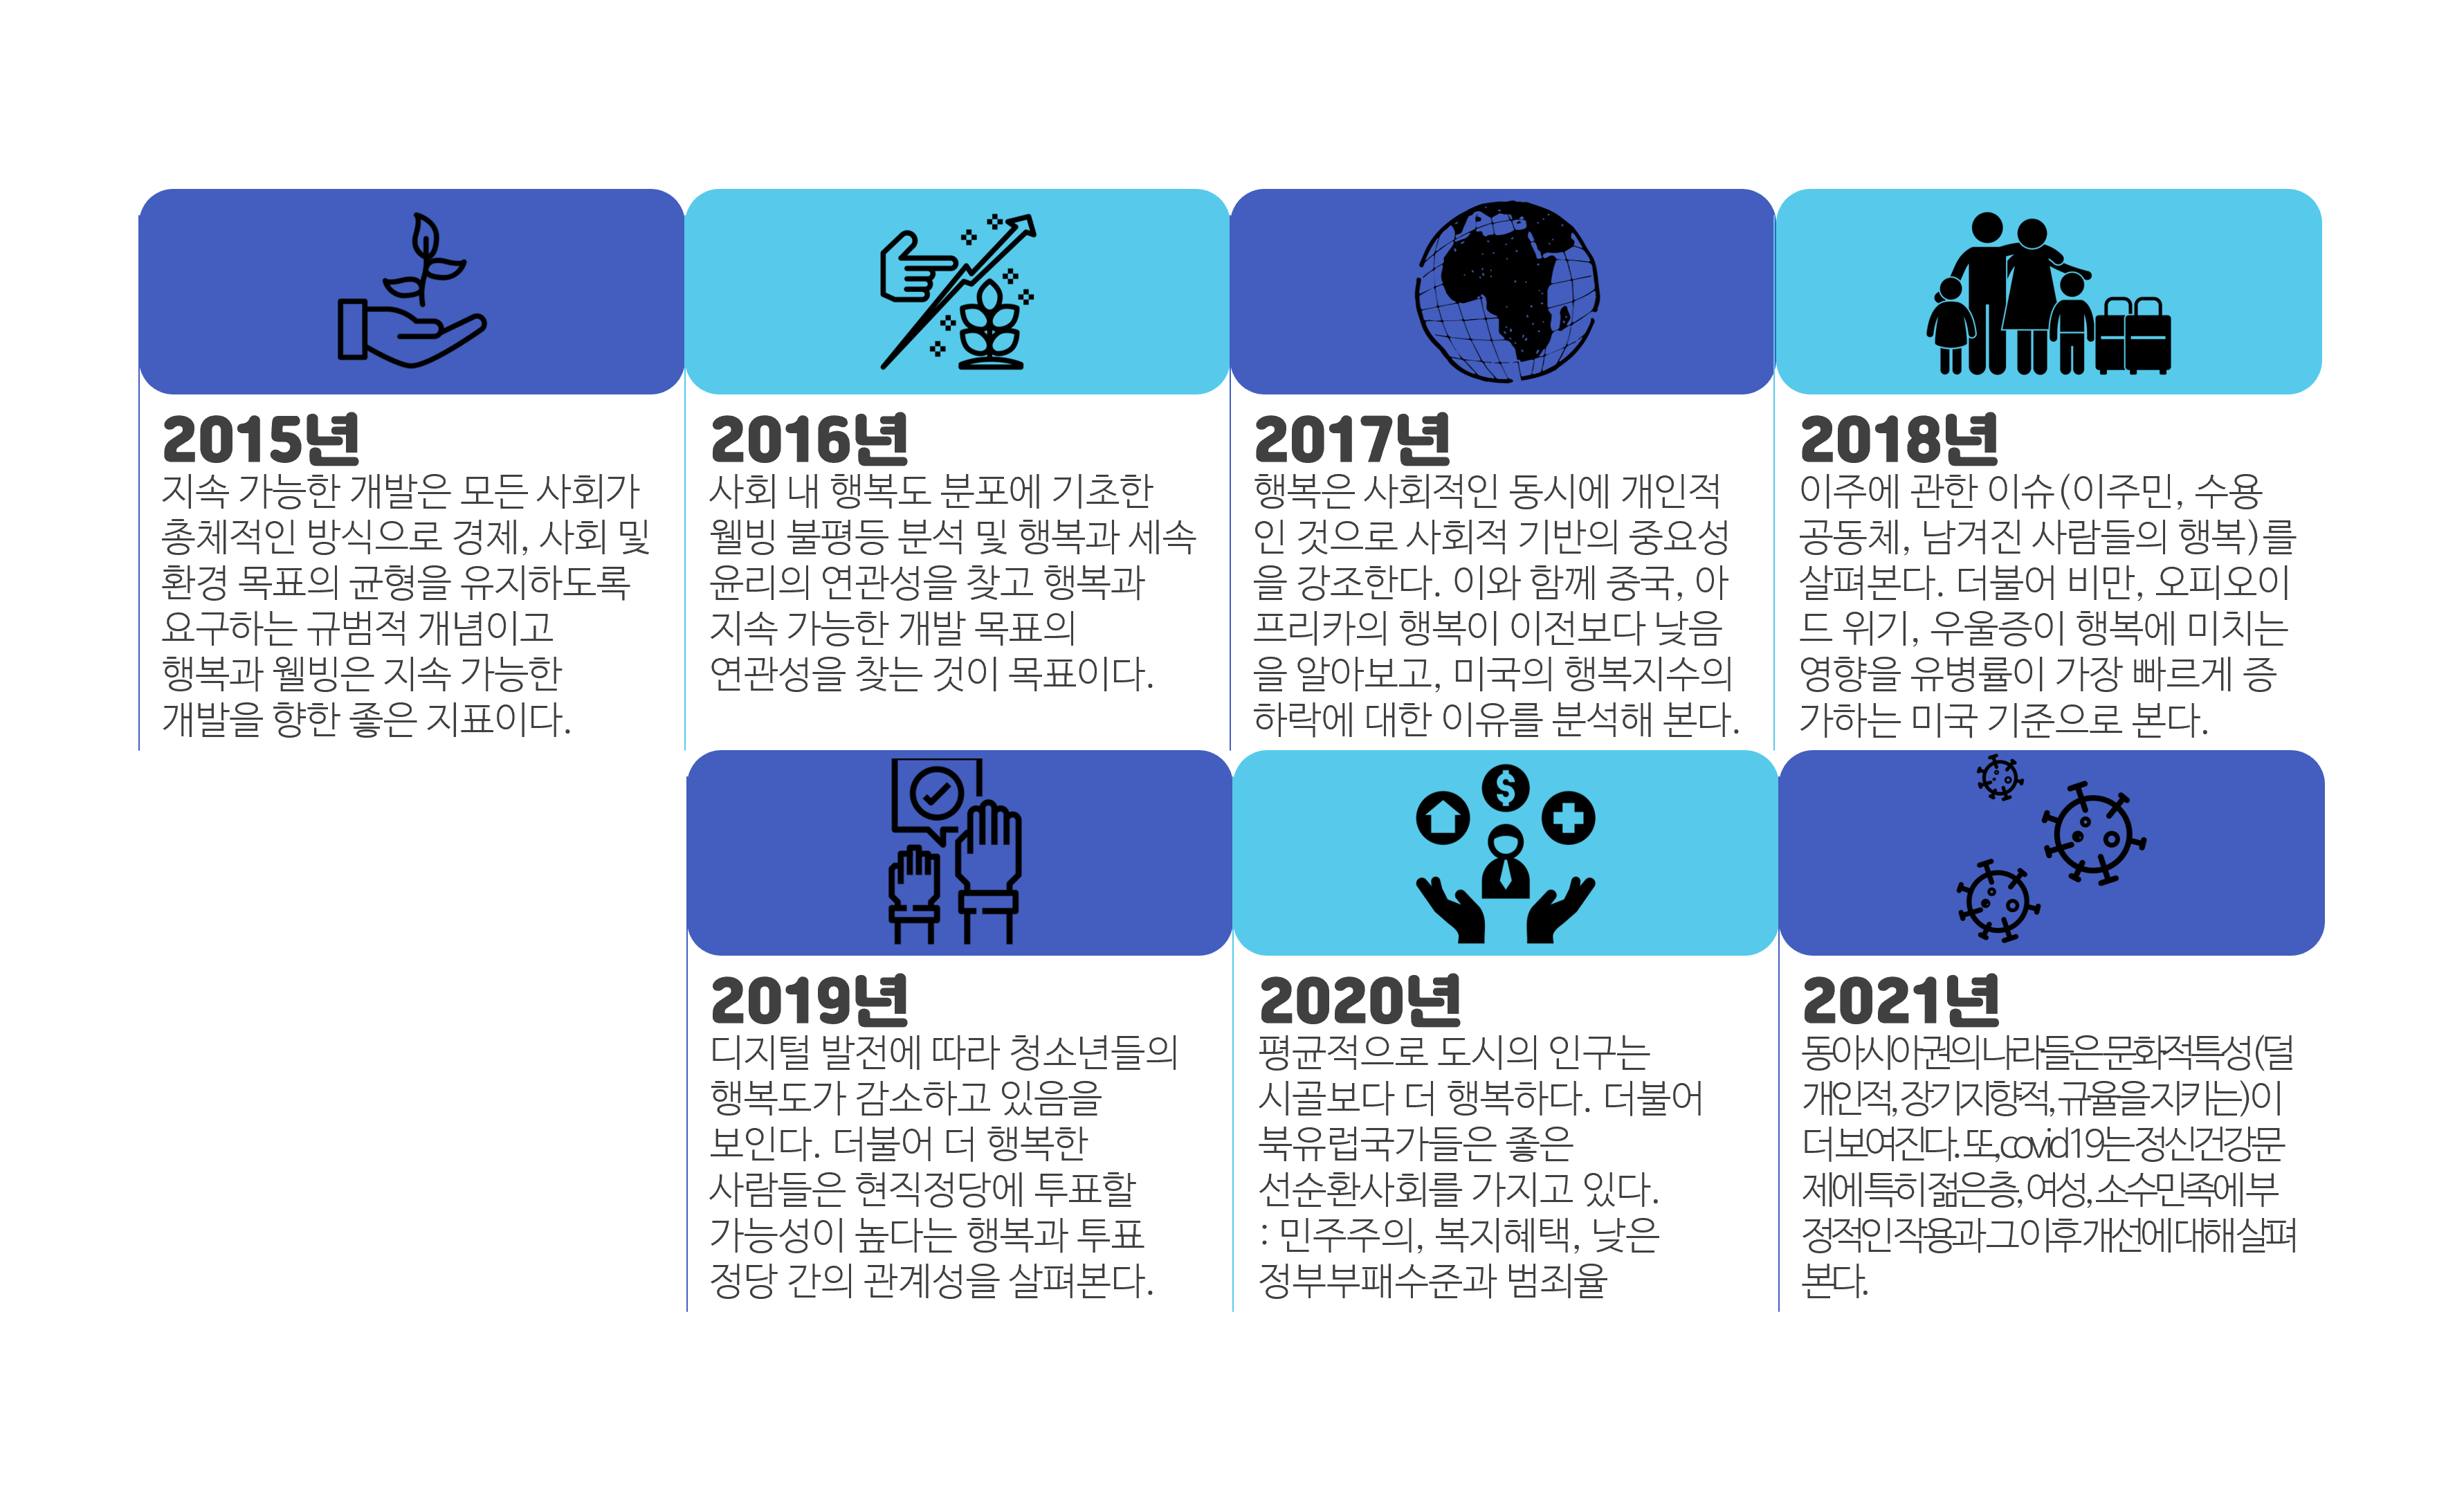 2015년
지속 가능한 개발은 모든 사회가
총체적인 방식으로 경제, 사회 및
환경 목표의 균형을 유지하도록
요구하는 규범적 개념이고
행복과 웰빙은 지속 가능한
개발을 향한 좋은 지표이다.
2016년
사회 내 행복도 분포에 기초한
웰빙 불평등 분석 및 행복과 세속
윤리의 연관성을 찾고 행복과
지속 가능한 개발 목표의
연관성을 찾는 것이 목표이다.
2017년
행복은 사회적인 동시에 개인적
인 것으로 사회적 기반의 중요성
을 강조한다. 이와 함께 중국, 아
프리카의 행복이 이전보다 낮음
을 알아보고, 미국의 행복지수의
하락에 대한 이유를 분석해 본다.
2018년
이주에 관한 이슈(이주민, 수용
공동체, 남겨진 사람들의 행복)를
살펴본다. 더불어 비만, 오피오이
드 위기, 우울증이 행복에 미치는
영향을 유병률이 가장 빠르게 증
가하는 미국 기준으로 본다.
2019년
디지털 발전에 따라 청소년들의
행복도가 감소하고 있음을
보인다. 더불어 더 행복한
사람들은 현직정당에 투표할
가능성이 높다는 행복과 투표
정당 간의 관계성을 살펴본다.
2020년
평균적으로 도시의 인구는
시골보다 더 행복하다. 더불어
북유럽국가들은 좋은
선순환사회를 가지고 있다.
: 민주주의, 복지혜택, 낮은
정부부패수준과 범죄율
2021년
동아시아권의 나라들은 문화적특성(덜
개인적, 장기지향적, 규율을 지키는)이
더 보여진다. 또,covid19는 정신건강문
제에 특히 젊은층, 여성, 소수민족에 부
정적인 작용과 그 이후 개선에 대해 살펴
본다.